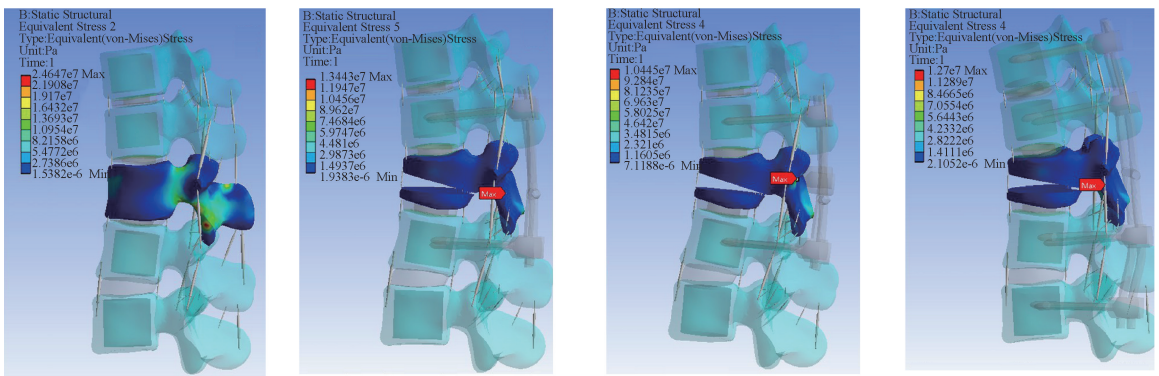 B:Static Structural
Equivalent Stress 2
Type:Equivalent(von-Mises)Stress
Unit:Pa
Time:1
2.4647e7 Max
2.1908e7
1.917e7
1.6432e7
1.3693e7
1.0954e7
8.2158e6
5.4772e6
2.7386e6
1.5382e-6 Min
B:Static Structural
Equivalent Stress 5
Type:Equivalent(von-Mises)Stress
Unit:Pa
Time:1
1.3443e7 Max
1.1947e7
1.0456e7
8.962e7
7.4684e6
5.9747e6
4.481e6
2.9873e6
1.4937e6
1.9383e-6 Min
Max
B:Static Structural
Equivalent Stress 4
Type:Equivalent(von-Mises)Stress
Unit:Pa
Time:1
1.0445e7 Max
9.284e7
8.1235e6
6.963e7
5.8025e6
4.642e7
3.4815e6
2.321e6
1.1605e6
7.1188e-6 Min
Max
B:Static Structural
Equivalent Stress 4
Type:Equivalent(von-Mises)Stress
Unit:Pa
Time:1
1.27e7 Max
1.1289e7
8.4665e6
7.0554e6
5.6443e6
4.2332e6
2.8222e6
1.4111e6
2.1052e-6 Min
Max